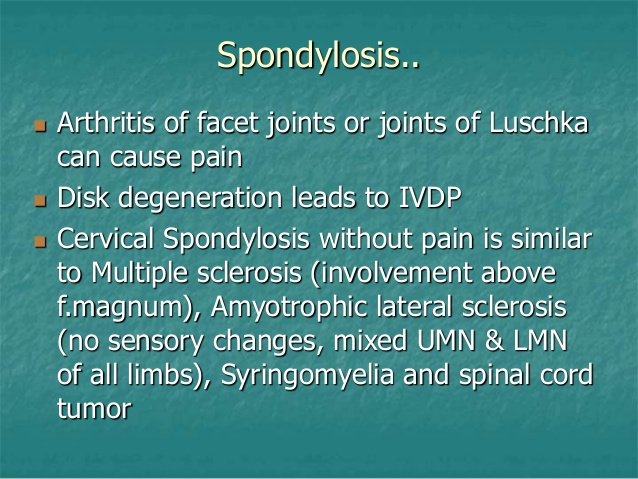 Spondylosis..
Arthritis of facet joints or joints of Luschka
can cause pain
Disk degeneration leads to IVDP
Cervical Spondylosis without pain is similar
to Multiple sclerosis (involvement above
f.magnum), Amyotrophic lateral sclerosis
(no sensory changes, mixed UMN & LMN
of all limbs), Syringomyelia and spinal cord
tumor